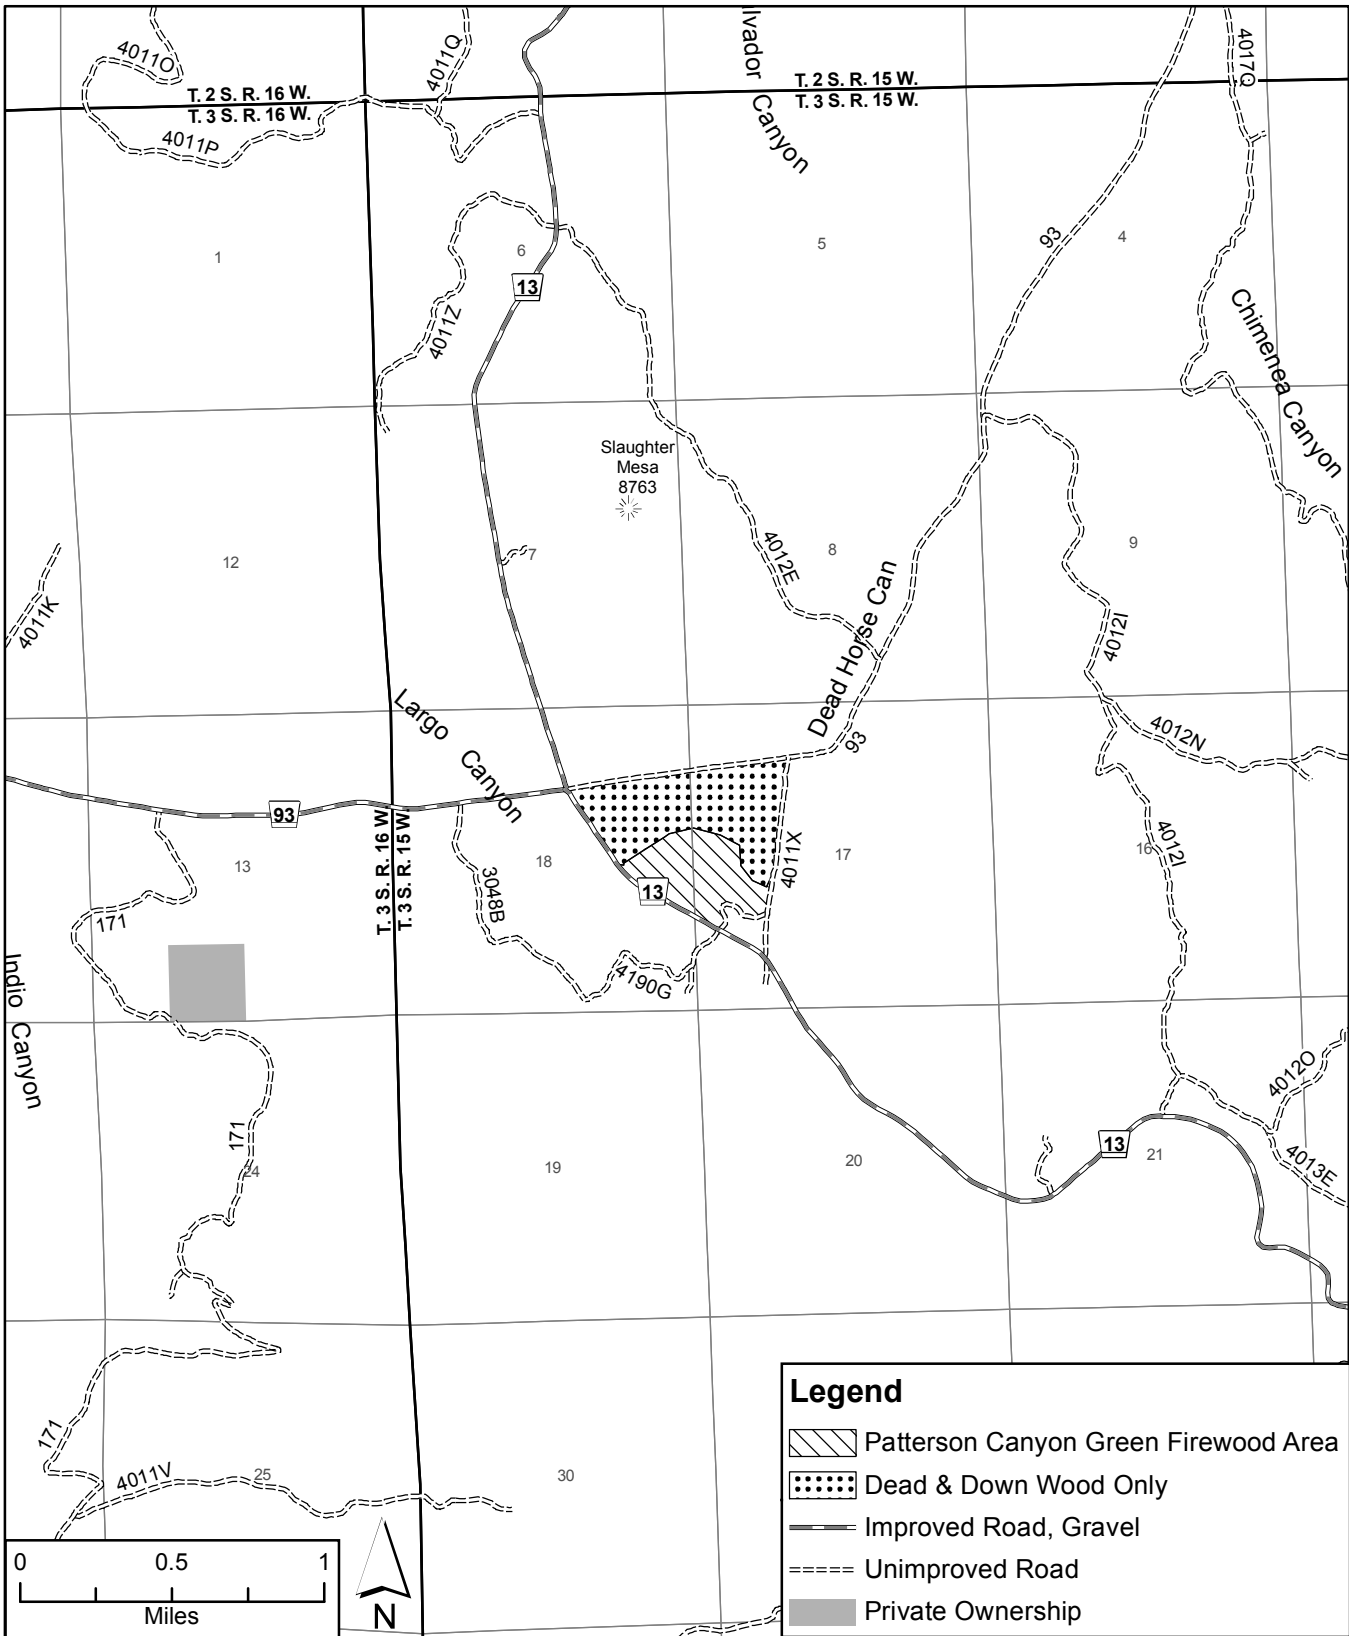 4011O
4011Q
lvador Canyon
4017Q
T. 2 S. R. 16 W.
T. 3 S. R. 16 W.
T. 2 S. R. 15 W.
T. 3 S. R. 15 W.
4011P
93
4
1
6
5
13
4011Z
Chimenea Canyon
Slaughter
Mesa
8763
12
7
8
9
4012E
4011K
Dead Horse Can
4012I
Largo Canyon
93
4012N
93
T. 3 S. R. 16 W.
T. 3 S. R. 15 W.
13
18
17
16
4012I
4011X
13
3048B
171
4190G
Indio Canyon
4012O
171
24
19
20
13
21
4013E
171
4011V
25
30
Legend
Patterson Canyon Green Firewood Area
Dead & Down Wood Only
Improved Road, Gravel
Unimproved Road
Private Ownership
0 0.5 1
Miles
N